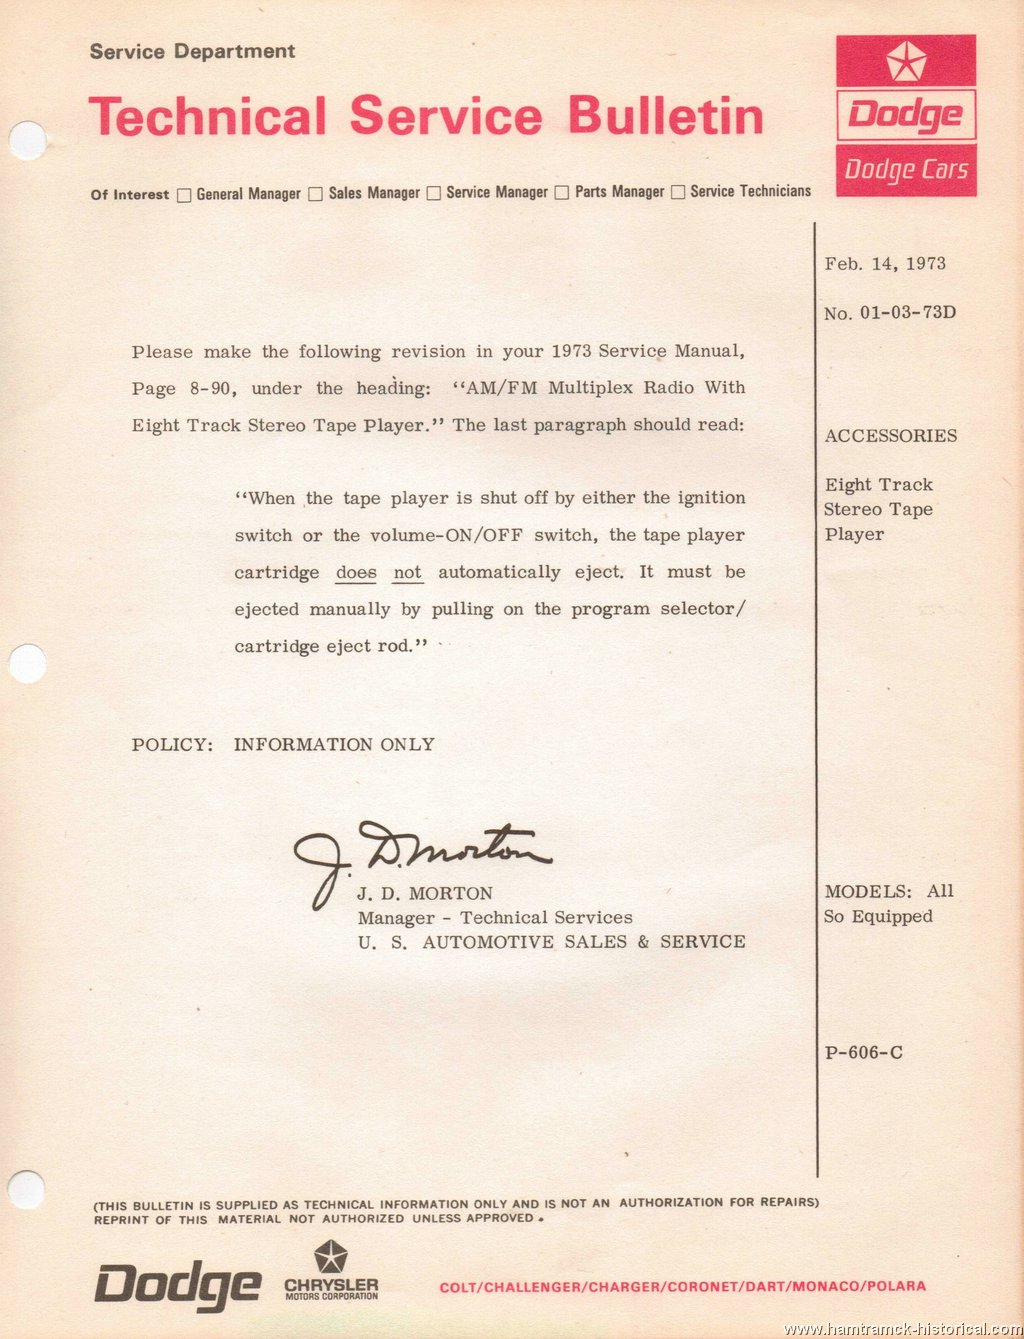 Service Department
Technical Service Bulletin
Dodge
Dodge Cars
Of Interest □ General Manager □ Sales Manager □ Service Manager □ Parts Manager □ Service Technicians
Feb. 14, 1973
No. 01-03-73D
Please make the following revision in your 1973 Service Manual,
Page 8-90, under the heading: “AM/FM Multiplex Radio With
Eight Track Stereo Tape Player.” The last paragraph should read:
ACCESSORIES
Eight Track
Stereo Tape
Player
“When the tape player is shut off by either the ignition
switch or the volume-ON/OFF switch, the tape player
cartridge does not automatically eject. It must be
ejected manually by pulling on the program selector/
cartridge eject rod.”
POLICY: INFORMATION ONLY
J. D. Morton
J. D. MORTON
Manager - Technical Services
U. S. AUTOMOTIVE SALES & SERVICE
MODELS: All
So Equipped
P-606-C
(THIS BULLETIN IS SUPPLIED AS TECHNICAL INFORMATION ONLY AND IS NOT AN AUTHORIZATION FOR REPAIRS)
REPRINT OF THIS MATERIAL NOT AUTHORIZED UNLESS APPROVED.
Dodge
CHRYSLER
MOTORS CORPORATION
COLT/CHALLENGER/CHARGER/CORONET/DART/MONACO/POLARA
www.hamtramck-historical.com